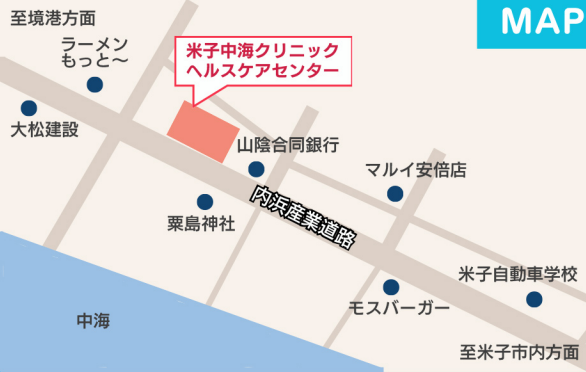 至境港方面
MAP
ラーメン
もっと〜
米子中海クリニック
ヘルスケアセンター
大松建設
山陰合同銀行
マルイ安倍店
粟島神社
内浜産業道路
米子自動車学校
モスバーガー
中海
至米子市内方面